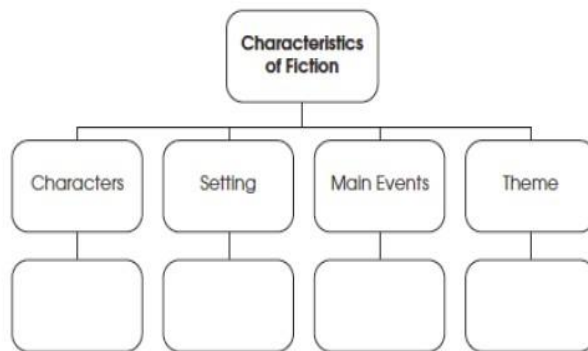 Characteristics
of Fiction
Characters
Setting
Main Events
Theme